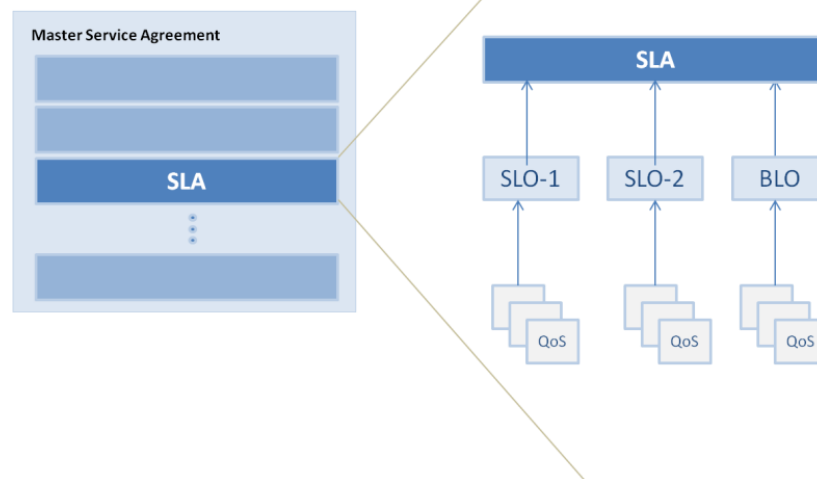 Master Service Agreement
SLA
SLA
SLO-1
SLO-2
BLO
QoS
QoS
QoS